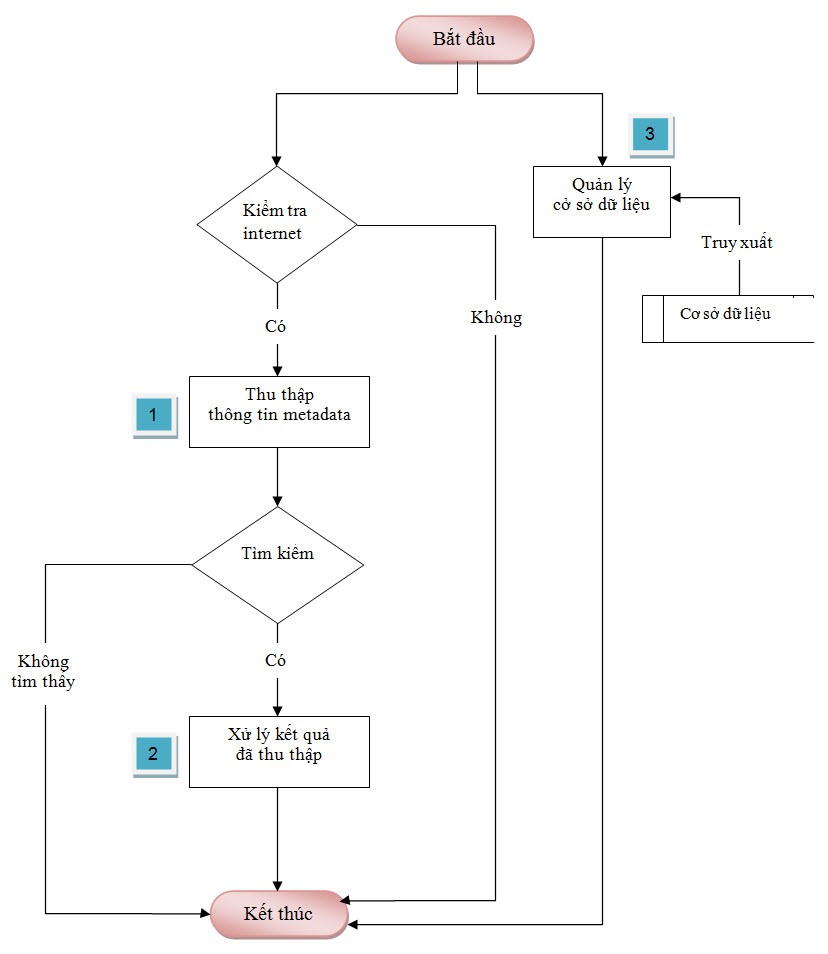 Bắt đầu
3
Quản lý
cở sở dữ liệu
Kiểm tra
internet
Truy xuất
Cơ sở dữ liệu
Có
Không
1
Thu thập
thông tin metadata
Tìm kiếm
Không
tìm thấy
Có
2
Xử lý kết quả
đã thu thập
Kết thúc